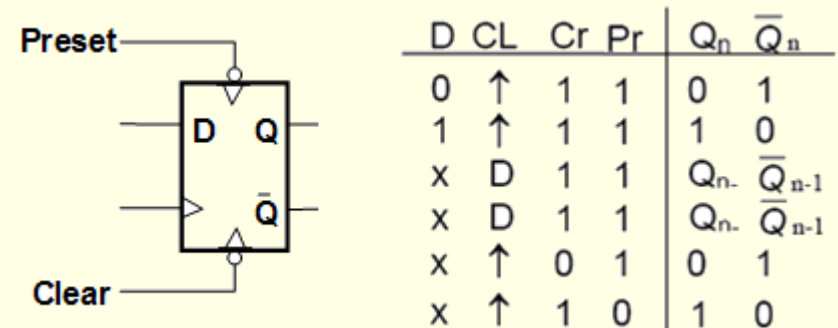 Preset
D Q
Q̄
Clear
D CL Cr Pr Qn Q̄n
0 ↑ 1 1 0 1
1 ↑ 1 1 1 0
x D 1 1 Qn- Q̄n-1
x D 1 1 Qn- Q̄n-1
x ↑ 0 1 0 1
x ↑ 1 0 1 0